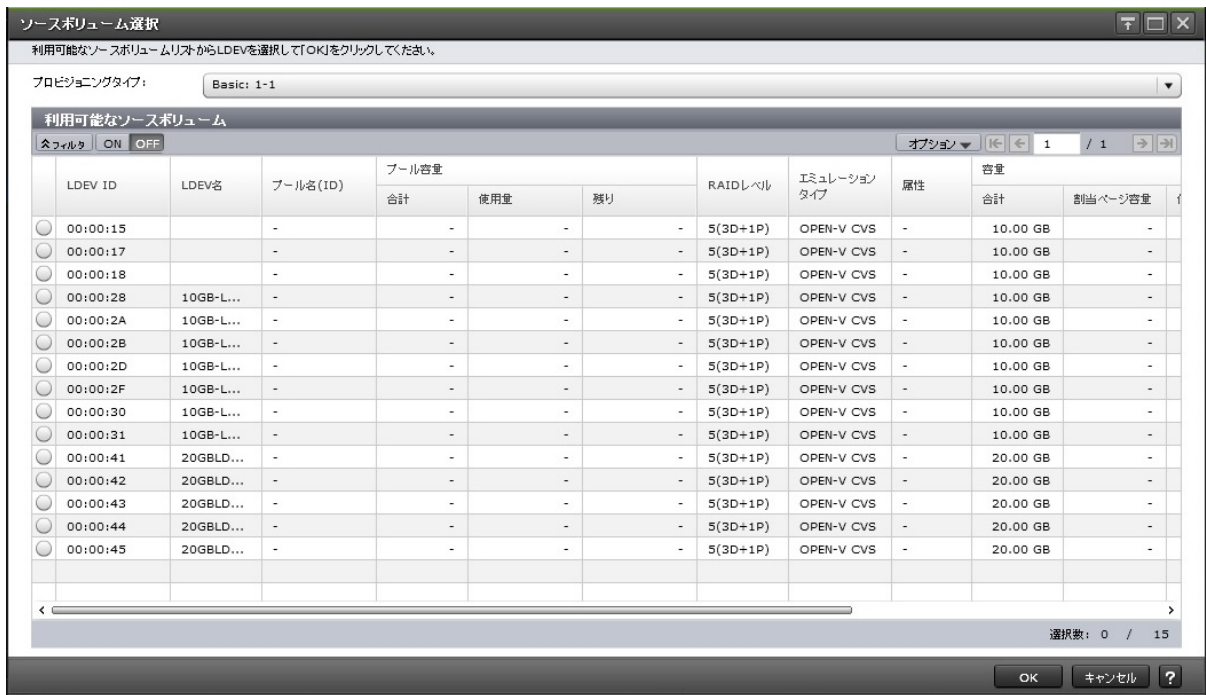 ソースボリューム選択
利用可能なソースボリュームリストからLDEVを選択して「OK」をクリックしてください。
プロビジョニングタイプ: Basic: 1-1
利用可能なソースボリューム
フィルタ ON OFF オプション 1 / 1
LDEV ID LDEV名 プール名(ID) プール容量 RAIDレベル エミュレーションタイプ 属性 容量
合計 使用量 残り 合計 割当ページ容量
00:00:15 - - - - 5(3D+1P) OPEN-V CVS - 10.00 GB -
00:00:17 - - - - 5(3D+1P) OPEN-V CVS - 10.00 GB -
00:00:18 - - - - 5(3D+1P) OPEN-V CVS - 10.00 GB -
00:00:28 10GB-L... - - - - 5(3D+1P) OPEN-V CVS - 10.00 GB -
00:00:2A 10GB-L... - - - - 5(3D+1P) OPEN-V CVS - 10.00 GB -
00:00:2B 10GB-L... - - - - 5(3D+1P) OPEN-V CVS - 10.00 GB -
00:00:2D 10GB-L... - - - - 5(3D+1P) OPEN-V CVS - 10.00 GB -
00:00:2F 10GB-L... - - - - 5(3D+1P) OPEN-V CVS - 10.00 GB -
00:00:30 10GB-L... - - - - 5(3D+1P) OPEN-V CVS - 10.00 GB -
00:00:31 10GB-L... - - - - 5(3D+1P) OPEN-V CVS - 10.00 GB -
00:00:41 20GBLD... - - - - 5(3D+1P) OPEN-V CVS - 20.00 GB -
00:00:42 20GBLD... - - - - 5(3D+1P) OPEN-V CVS - 20.00 GB -
00:00:43 20GBLD... - - - - 5(3D+1P) OPEN-V CVS - 20.00 GB -
00:00:44 20GBLD... - - - - 5(3D+1P) OPEN-V CVS - 20.00 GB -
00:00:45 20GBLD... - - - - 5(3D+1P) OPEN-V CVS - 20.00 GB -
選択数: 0 / 15
OK キャンセル ?